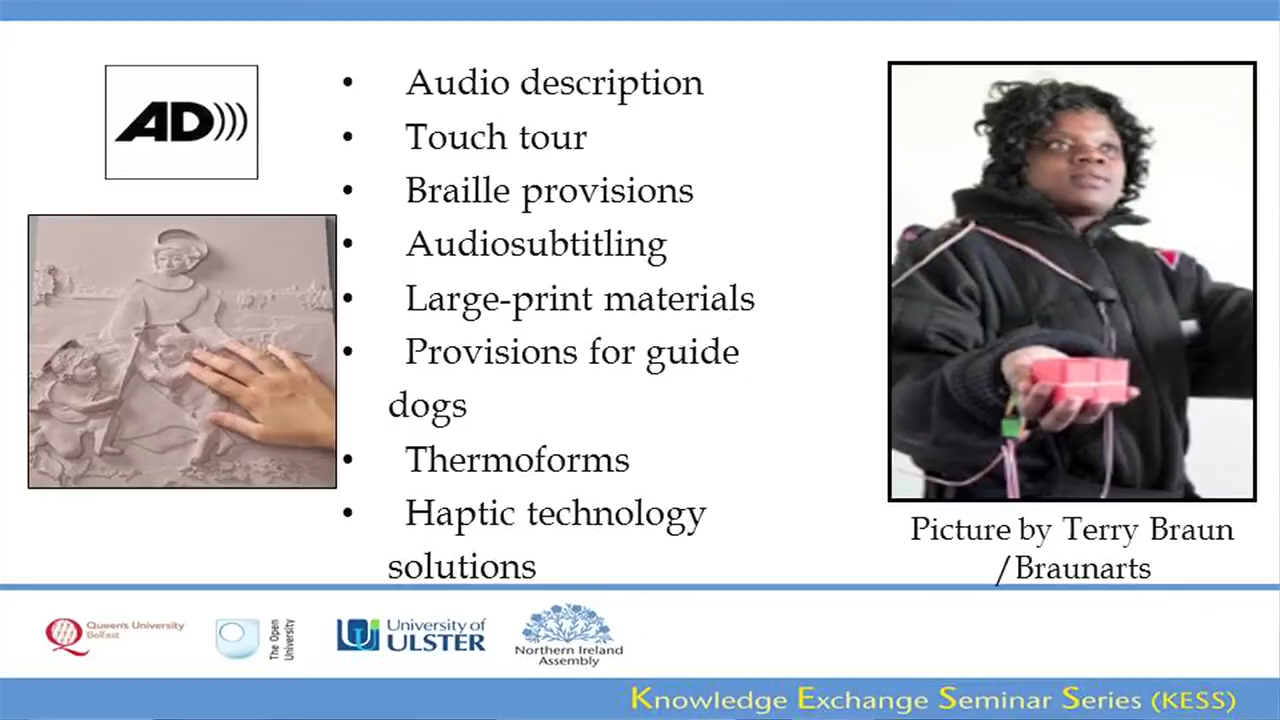 AD)))
• Audio description
• Touch tour
• Braille provisions
• Audiosubtitling
• Large-print materials
• Provisions for guide
dogs
• Thermoforms
• Haptic technology
solutions
Picture by Terry Braun
/Braunarts
Queen's University
Belfast
The Open
University
University of
ULSTER
Northern Ireland
Assembly
Knowledge Exchange Seminar Series (KESS)